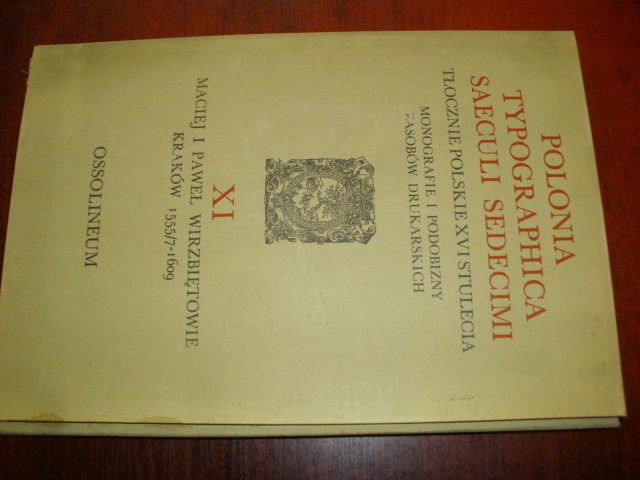 POLONIA
TYPOGRAPHICA
SAECULI SEDECIMI
TŁOCZNIE POLSKIE XVI STULECIA
MONOGRAFIE I PODOBIZNY
ZASOBÓW DRUKARSKICH
XI
MACIEJ I PAWEŁ WIRZBIĘTOWIE
KRAKÓW 1555/7-1609
OSSOLINEUM